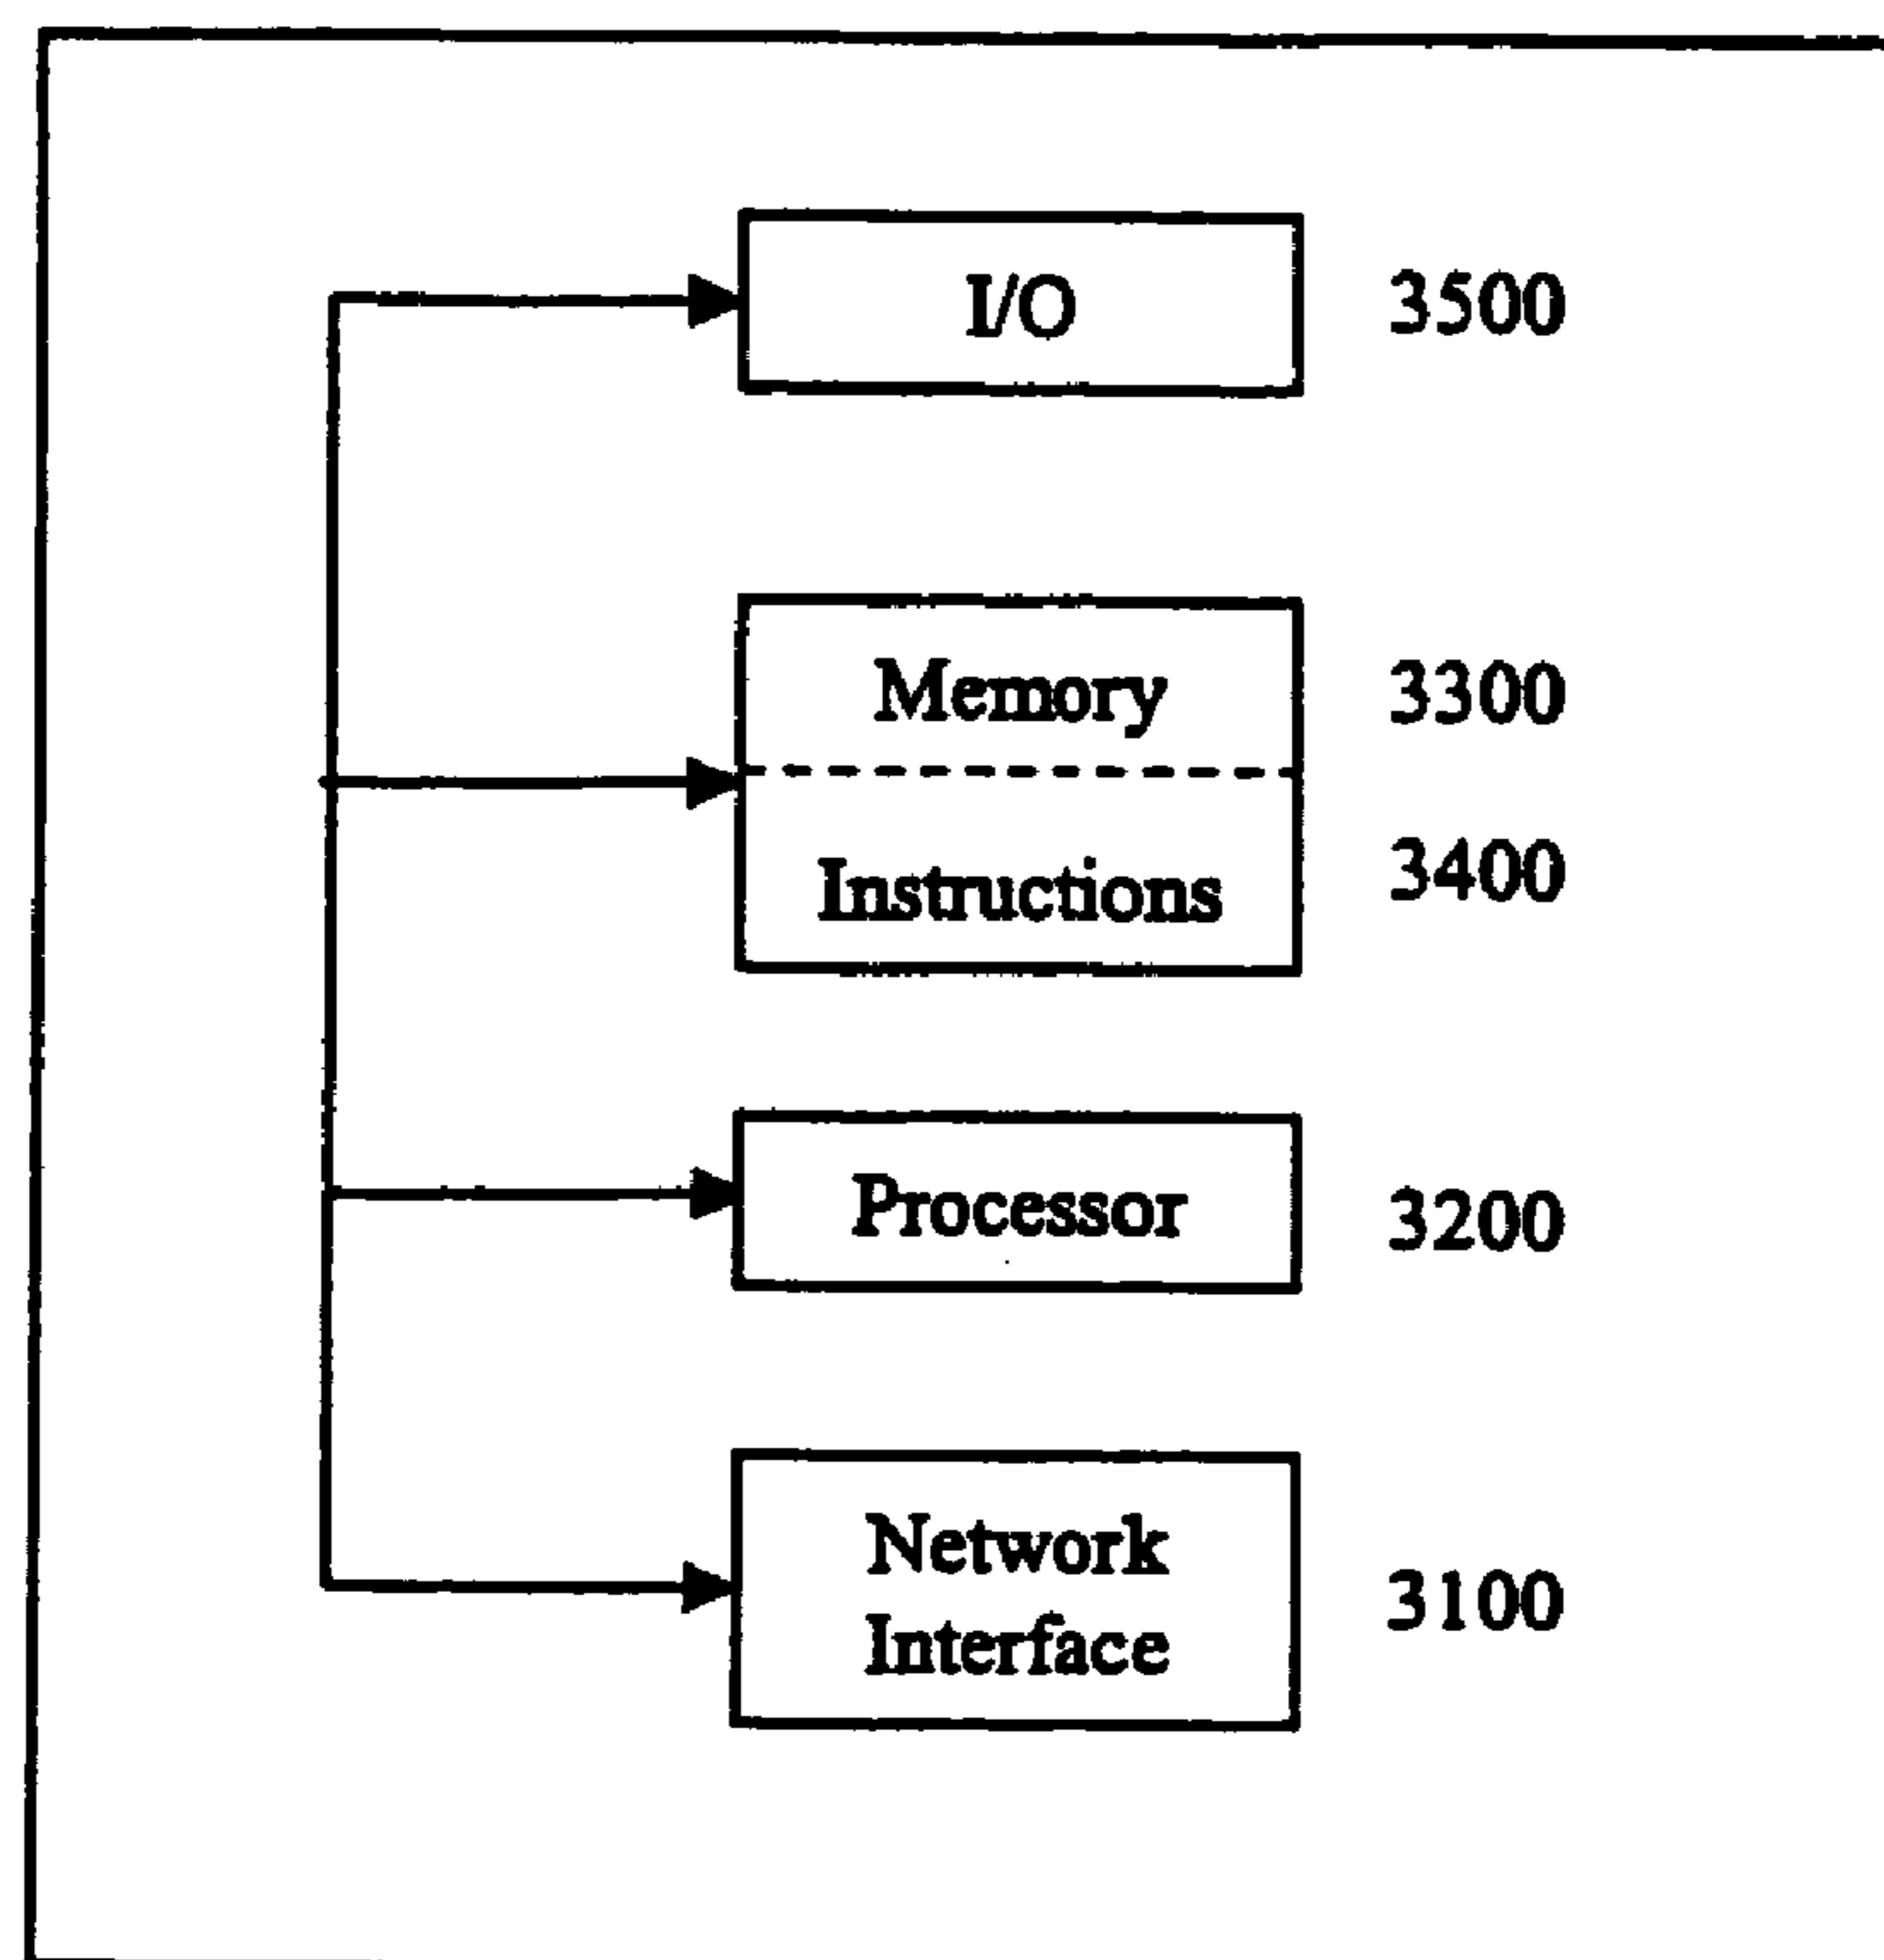 I/O 3500
Memory 3300
Instructions 3400
Processor 3200
Network
Interface 3100